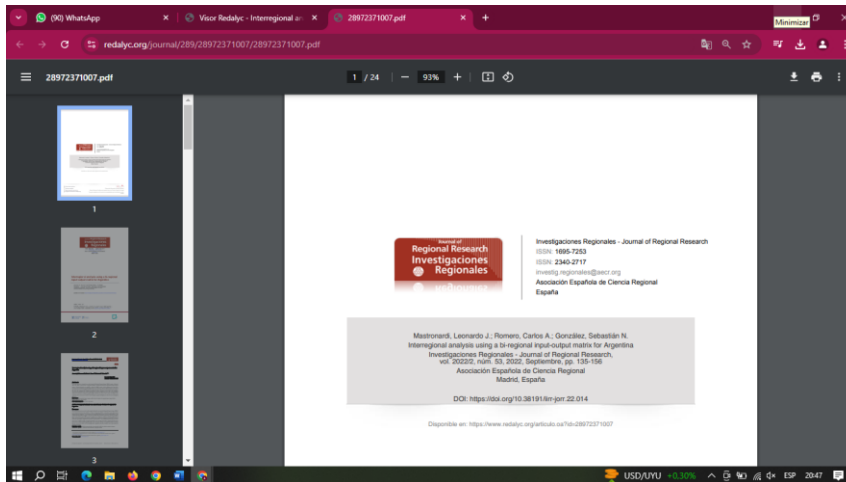 (90) WhatsApp
Visor Redalyc - Interregional an
28972371007.pdf
Minimizar
redalyc.org/journal/289/28972371007/28972371007.pdf
28972371007.pdf
1 / 24
93%
1
2
3
Journal of
Regional Research
Investigaciones
Regionales
Investigaciones Regionales - Journal of Regional Research
ISSN: 1695-7253
ISSN: 2340-2717
investig.regionales@aecr.org
Asociación Española de Ciencia Regional
España
Mastronardi, Leonardo J.; Romero, Carlos A.; González, Sebastián N.
Interregional analysis using a bi-regional input-output matrix for Argentina
Investigaciones Regionales - Journal of Regional Research,
vol. 2022/2, núm. 53, 2022, Septiembre, pp. 135-156
Asociación Española de Ciencia Regional
Madrid, España
DOI: https://doi.org/10.38191/iirr-jorr.22.014
Disponible en: https://www.redalyc.org/articulo.oa?id=28972371007
USD/UYU +0.30%
ESP
20:47